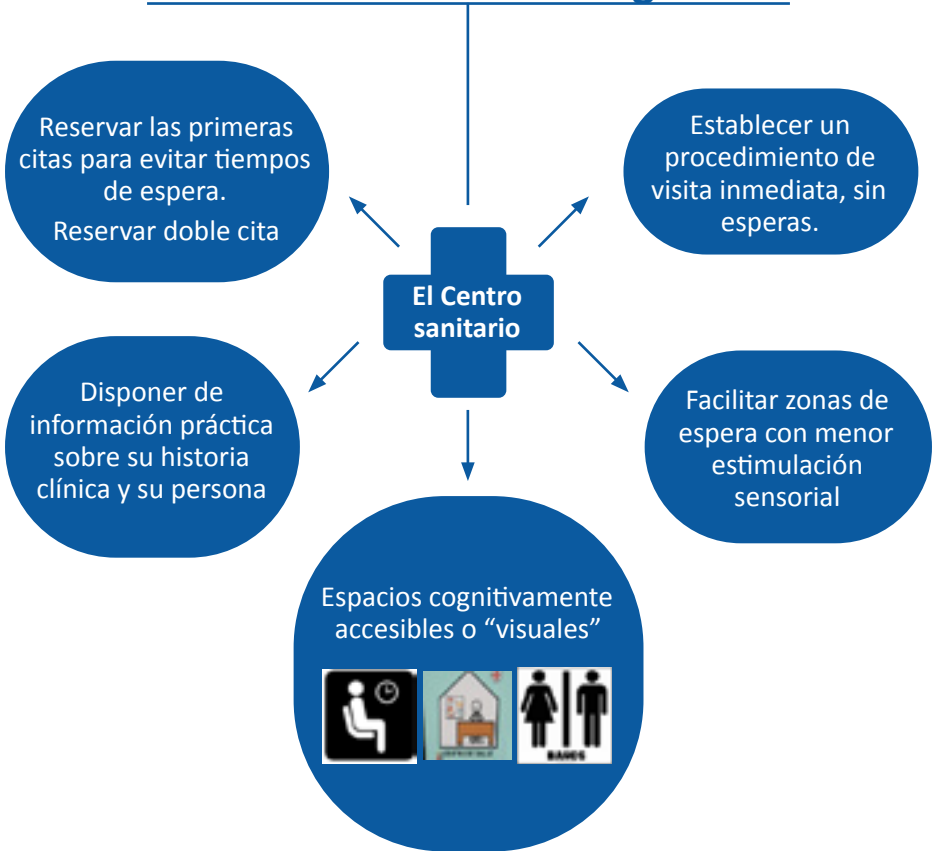 Reservar las primeras
citas para evitar tiempos
de espera.
Reservar doble cita
Establecer un
procedimiento de
visita inmediata, sin
esperas.
El Centro
sanitario
Disponer de
información práctica
sobre su historia
clínica y su persona
Facilitar zonas de
espera con menor
estimulación
sensorial
Espacios cognitivamente
accesibles o “visuales”
BAÑOS